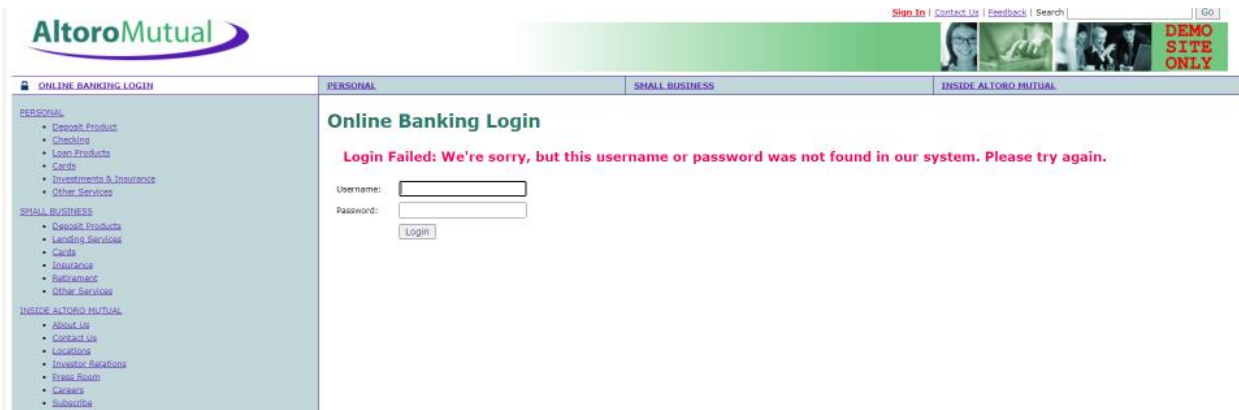 Sign In | Contact Us | Feedback | Search Go
AltoroMutual
DEMO
SITE
ONLY
ONLINE BANKING LOGIN PERSONAL SMALL BUSINESS INSIDE ALTORO MUTUAL
PERSONAL
• Deposit Product
• Checking
• Loan Products
• Cards
• Investments & Insurance
• Other Services
SMALL BUSINESS
• Deposit Products
• Lending Services
• Cards
• Insurance
• Retirement
• Other Services
INSIDE ALTORO MUTUAL
• About Us
• Contact Us
• Locations
• Investor Relations
• Press Room
• Careers
• Subscribe
Online Banking Login
Login Failed: We're sorry, but this username or password was not found in our system. Please try again.
Username:
Password:
Login